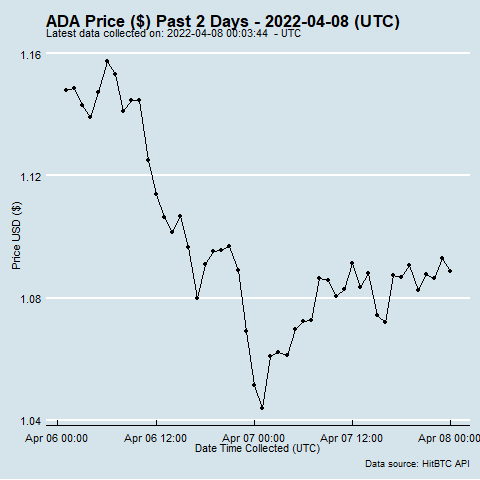 ADA Price ($) Past 2 Days - 2022-04-08 (UTC)
Latest data collected on: 2022-04-08 00:03:44 - UTC
1.16
1.12
1.08
1.04
Price USD ($)
Apr 06 00:00 Apr 06 12:00 Apr 07 00:00 Apr 07 12:00 Apr 08 00:00
Date Time Collected (UTC)
Data source: HitBTC API